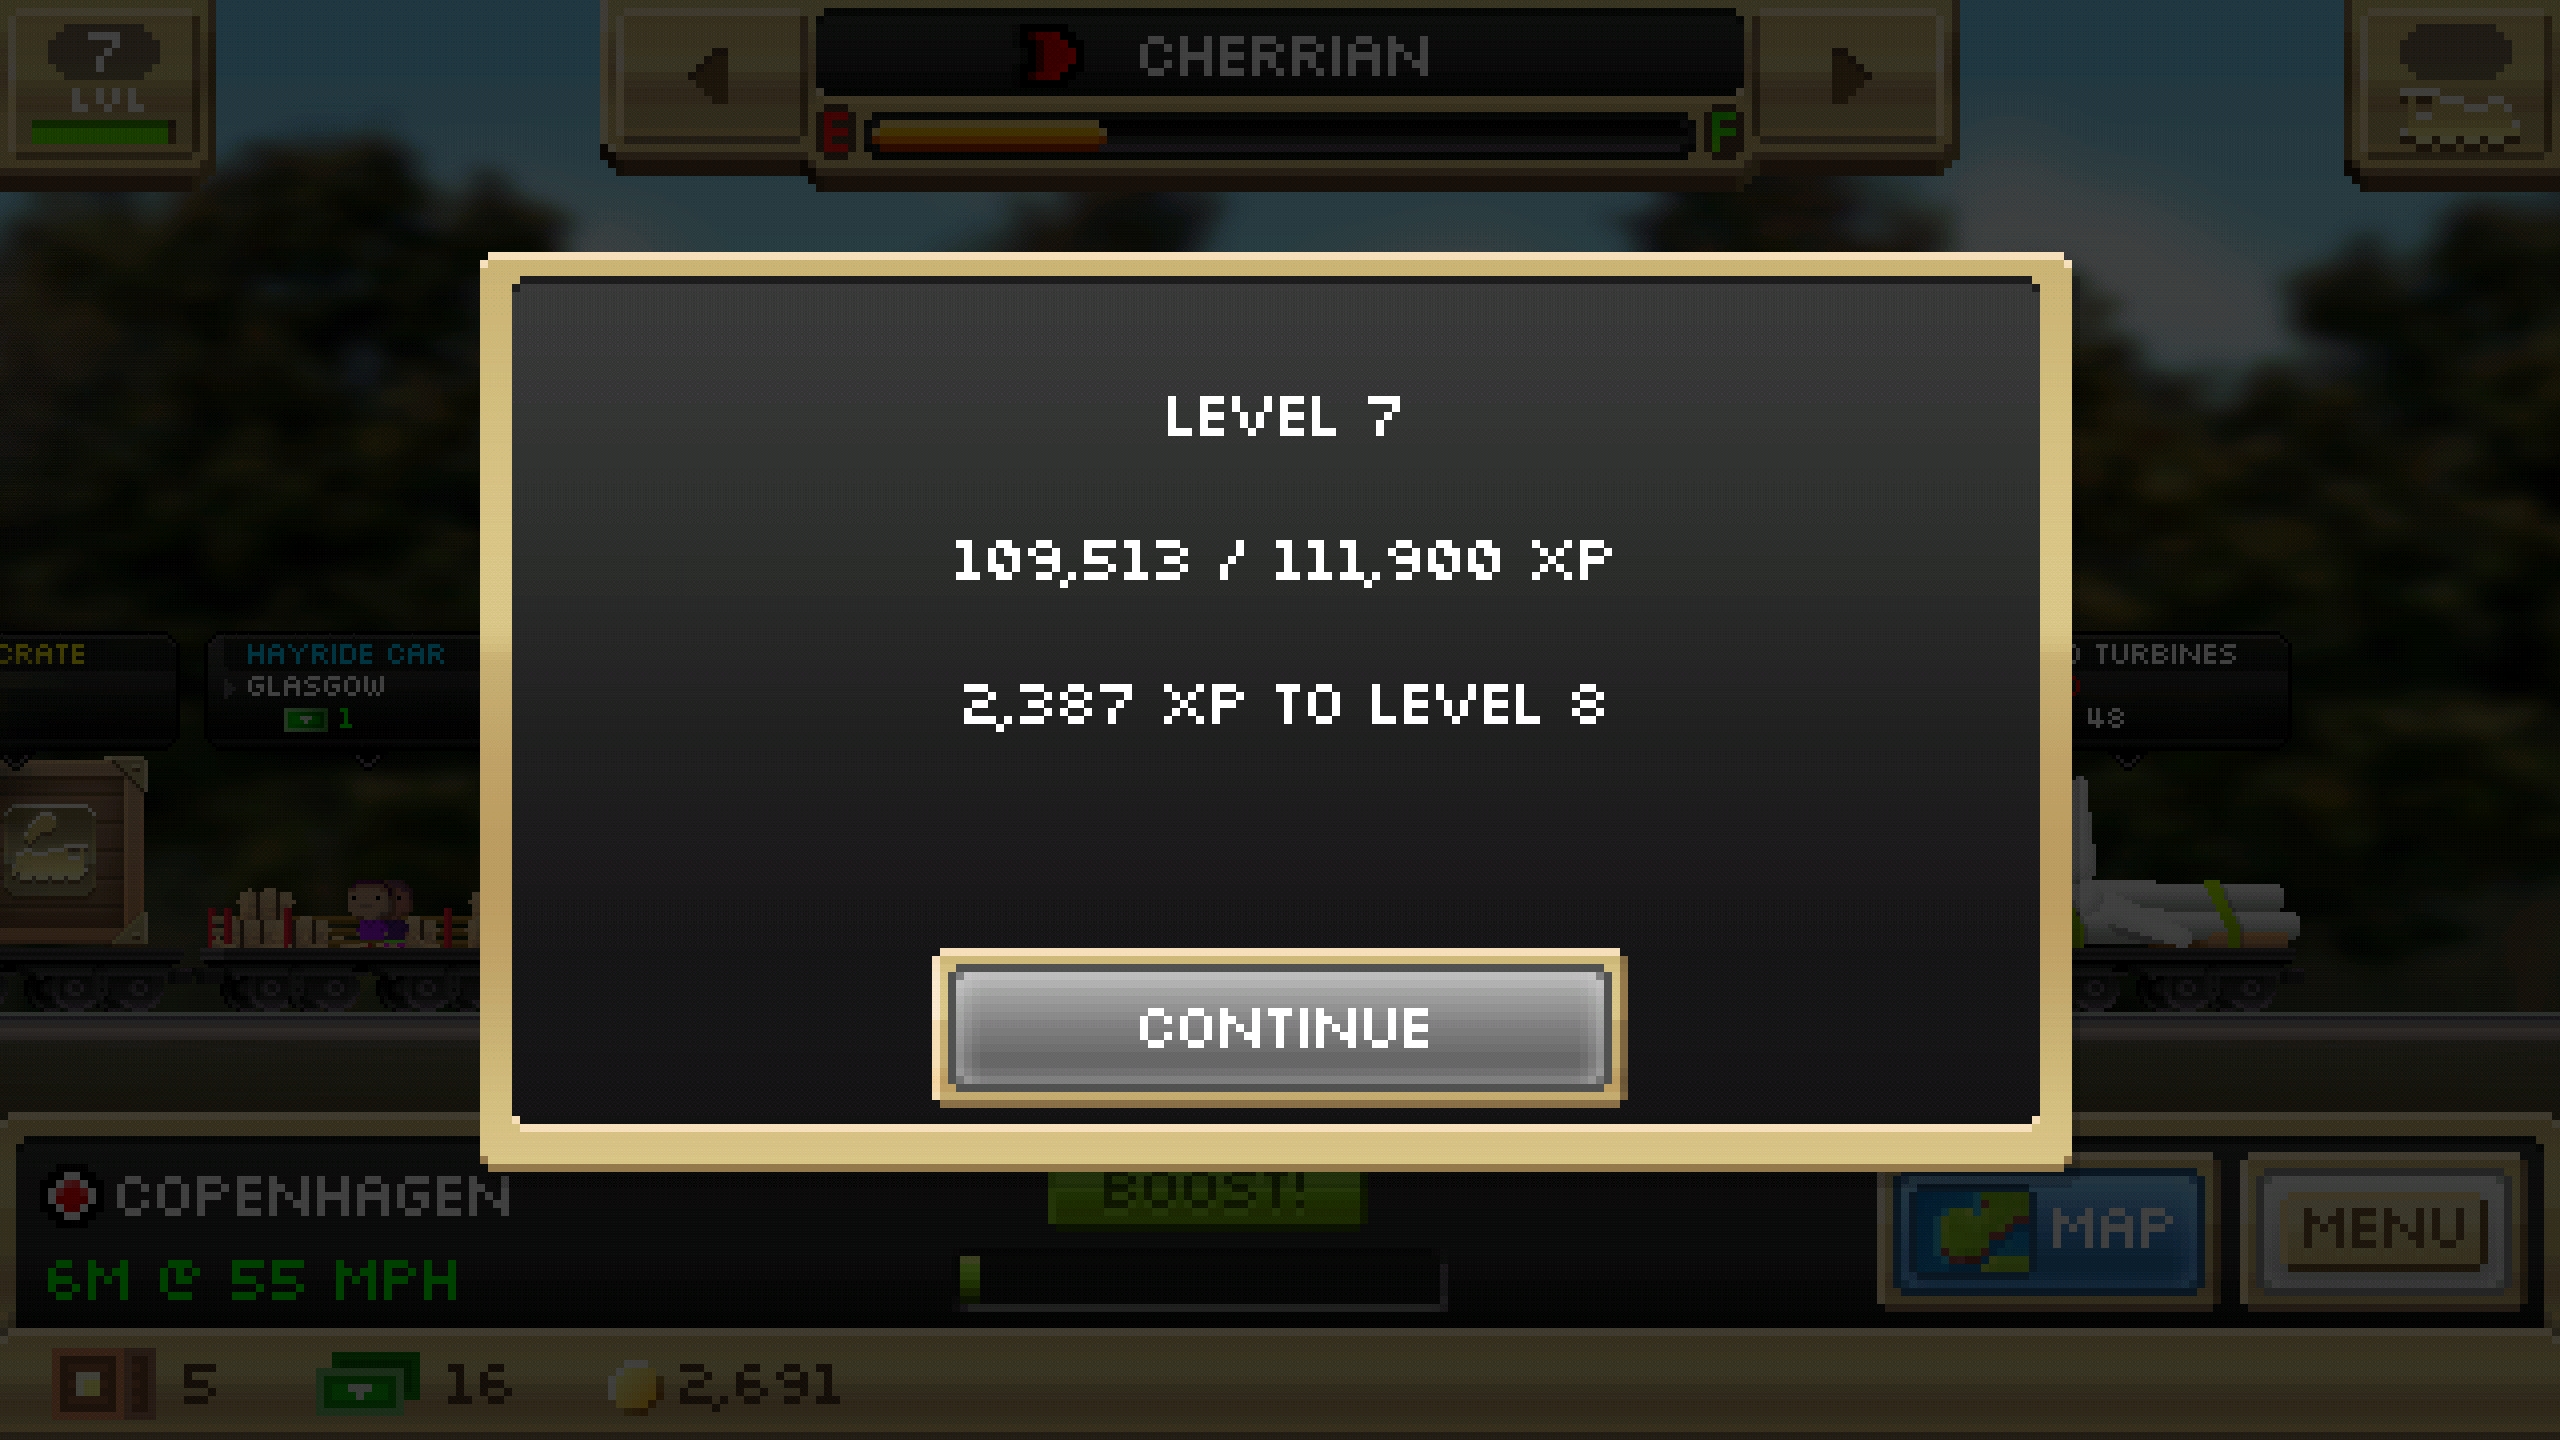 7
LVL
CHERRIAN
E F
LEVEL 7
109,513 / 111,900 XP
2,387 XP TO LEVEL 8
CONTINUE
CRATE
HAYRIDE CAR
GLASGOW
1
TURBINES
48
COPENHAGEN
6M @ 55 MPH
BOOST!
MAP
MENU
5 16 2,691